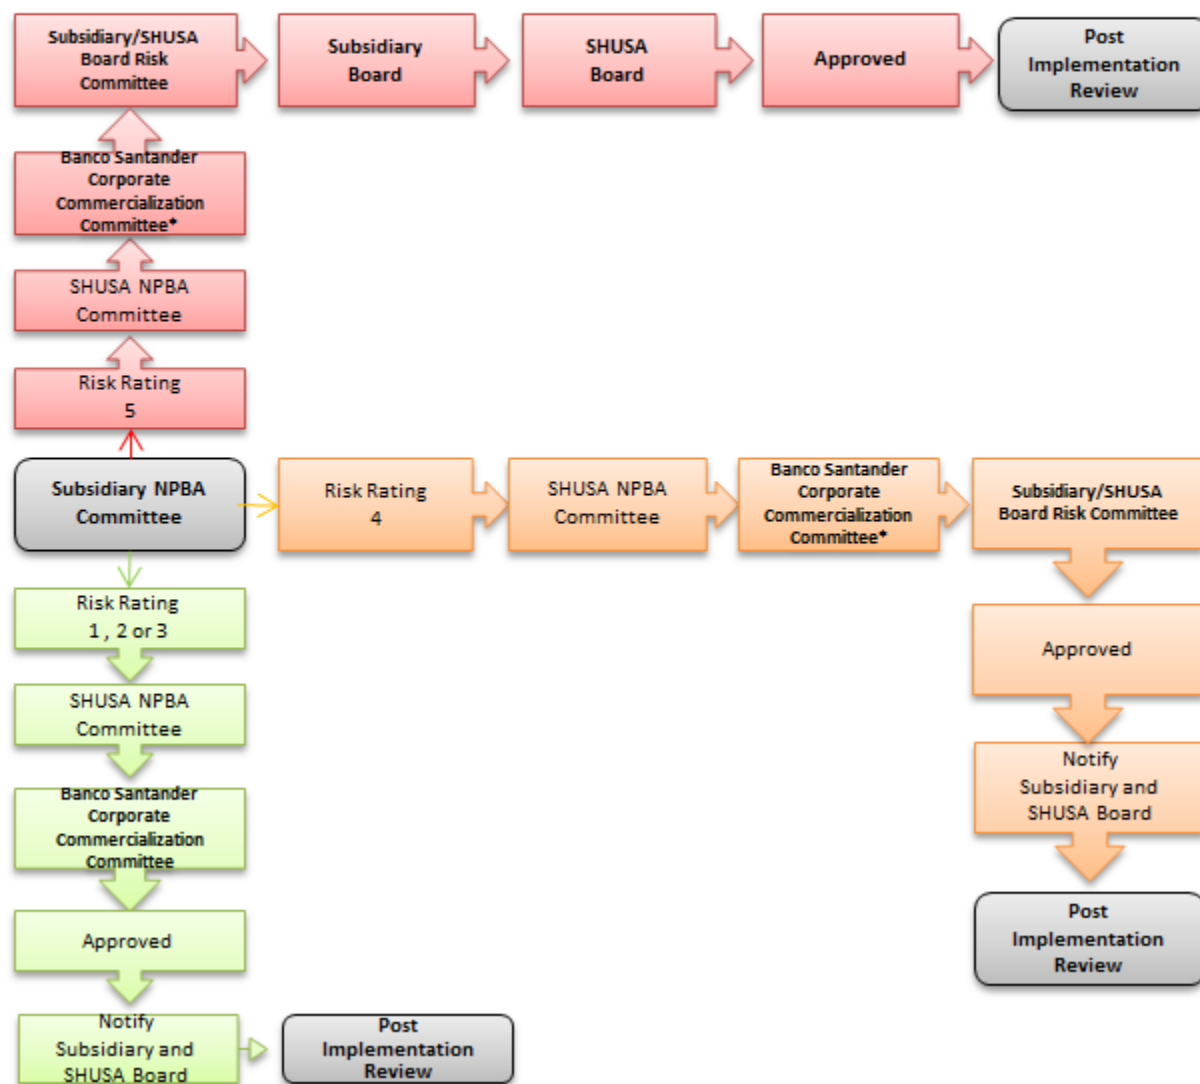 Subsidiary/SHUSA
Board Risk
Committee
Subsidiary
Board
SHUSA
Board
Approved
Post
Implementation
Review
Banco Santander
Corporate
Commercialization
Committee*
SHUSA NPBA
Committee
Risk Rating
5
Subsidiary NPBA
Committee
Risk Rating
4
SHUSA NPBA
Committee
Banco Santander
Corporate
Commercialization
Committee*
Subsidiary/SHUSA
Board Risk Committee
Approved
Notify
Subsidiary and
SHUSA Board
Post
Implementation
Review
Risk Rating
1 , 2 or 3
SHUSA NPBA
Committee
Banco Santander
Corporate
Commercialization
Committee
Approved
Notify
Subsidiary and
SHUSA Board
Post
Implementation
Review